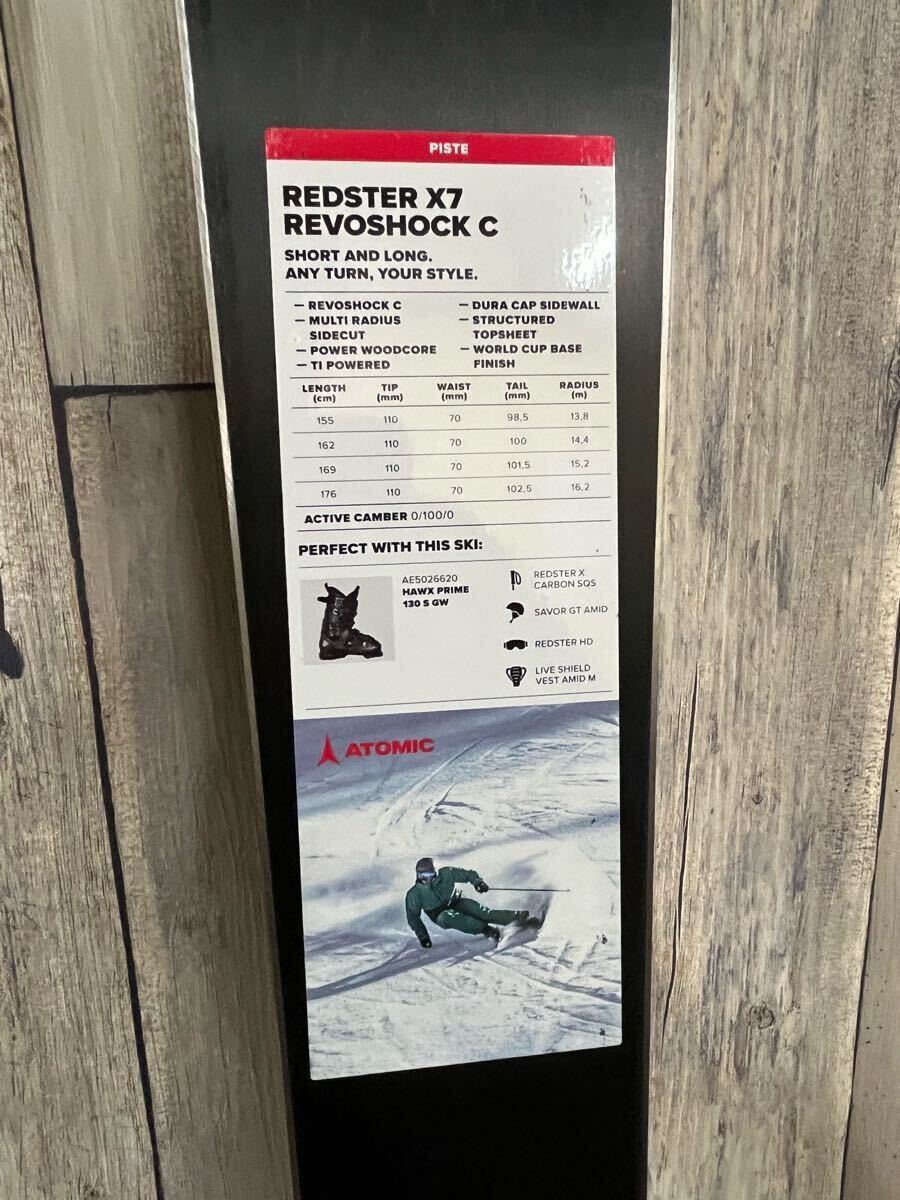 PISTE
REDSTER X7
REVOSHOCK C
SHORT AND LONG.
ANY TURN, YOUR STYLE.
— REVOSHOCK C
— MULTI RADIUS
SIDECUT
— POWER WOODCORE
— TI POWERED
— DURA CAP SIDEWALL
— STRUCTURED
TOPSHEET
— WORLD CUP BASE
FINISH
LENGTH TIP WAIST TAIL RADIUS
(cm) (mm) (mm) (mm) (m)
155 110 70 98,5 13,8
162 110 70 100 14,4
169 110 70 101,5 15,2
176 110 70 102,5 16,2
ACTIVE CAMBER 0/100/0
PERFECT WITH THIS SKI:
AE5026620
HAWX PRIME
130 S GW
REDSTER X
CARBON SQS
SAVOR GT AMID
REDSTER HD
LIVE SHIELD
VEST AMID M
ATOMIC